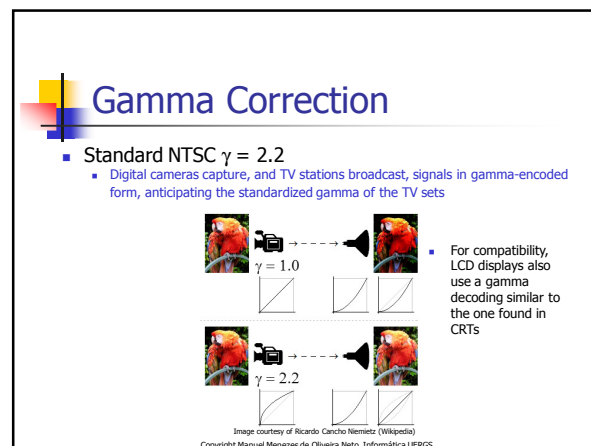 Gamma Correction
Standard NTSC γ = 2.2
Digital cameras capture, and TV stations broadcast, signals in gamma-encoded
form, anticipating the standardized gamma of the TV sets
γ = 1.0
For compatibility,
LCD displays also
use a gamma
decoding similar to
the one found in
CRTs
γ = 2.2
Image courtesy of Ricardo Cancho Niemietz (Wikipedia)
Copyright Manuel Menezes de Oliveira Neto, Informática UFRGS